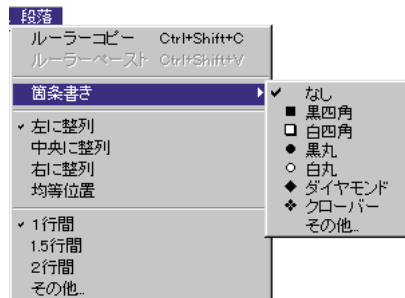 段落
ルーラーコピー Ctrl+Shift+C
ルーラーペースト Ctrl+Shift+V
箇条書き
左に整列
中央に整列
右に整列
均等位置
1行間
1.5行間
2行間
その他...
なし
黒四角
白四角
黒丸
白丸
ダイヤモンド
クローバー
その他...